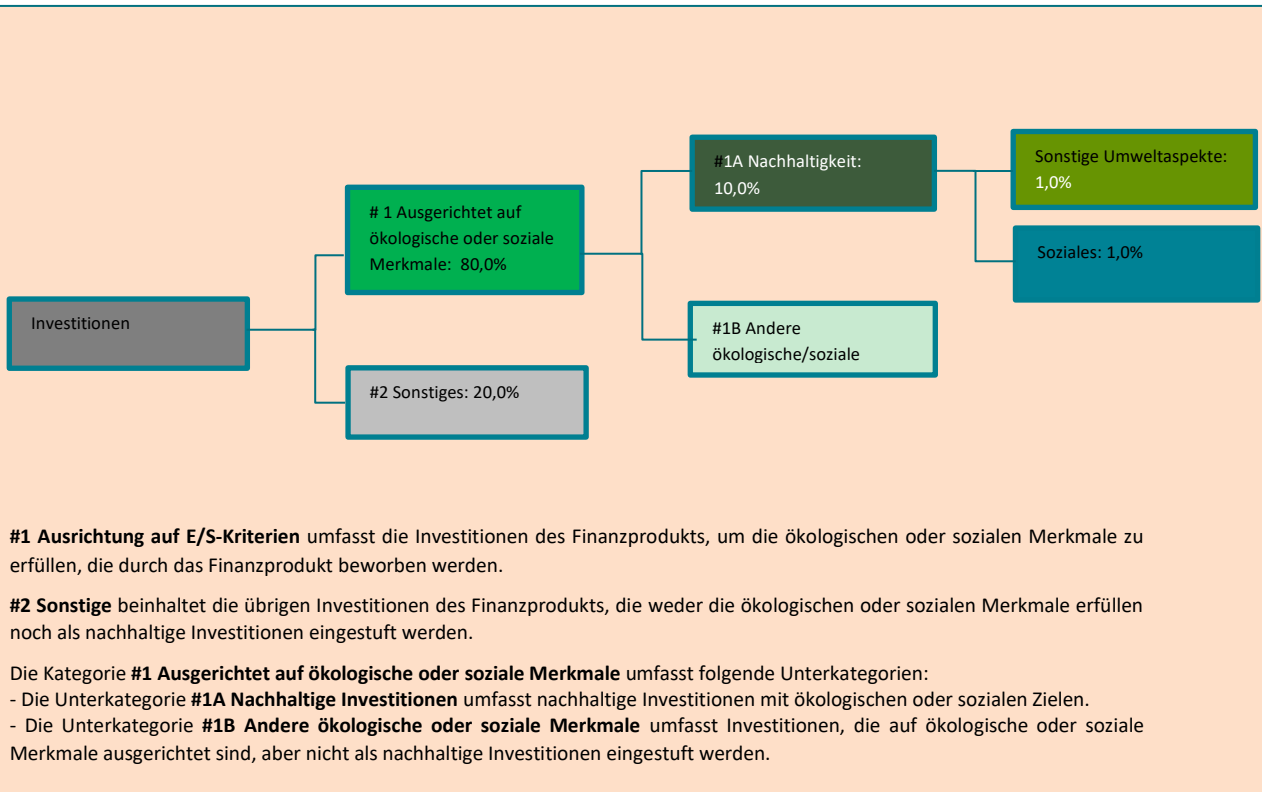 #1A Nachhaltigkeit:
10,0%
Sonstige Umweltaspekte:
1,0%
# 1 Ausgerichtet auf
ökologische oder soziale
Merkmale: 80,0%
Soziales: 1,0%
Investitionen
#1B Andere
ökologische/soziale
#2 Sonstiges: 20,0%
#1 Ausrichtung auf E/S-Kriterien umfasst die Investitionen des Finanzprodukts, um die ökologischen oder sozialen Merkmale zu
erfüllen, die durch das Finanzprodukt beworben werden.
#2 Sonstige beinhaltet die übrigen Investitionen des Finanzprodukts, die weder die ökologischen oder sozialen Merkmale erfüllen
noch als nachhaltige Investitionen eingestuft werden.
Die Kategorie #1 Ausgerichtet auf ökologische oder soziale Merkmale umfasst folgende Unterkategorien:
- Die Unterkategorie #1A Nachhaltige Investitionen umfasst nachhaltige Investitionen mit ökologischen oder sozialen Zielen.
- Die Unterkategorie #1B Andere ökologische oder soziale Merkmale umfasst Investitionen, die auf ökologische oder soziale
Merkmale ausgerichtet sind, aber nicht als nachhaltige Investitionen eingestuft werden.